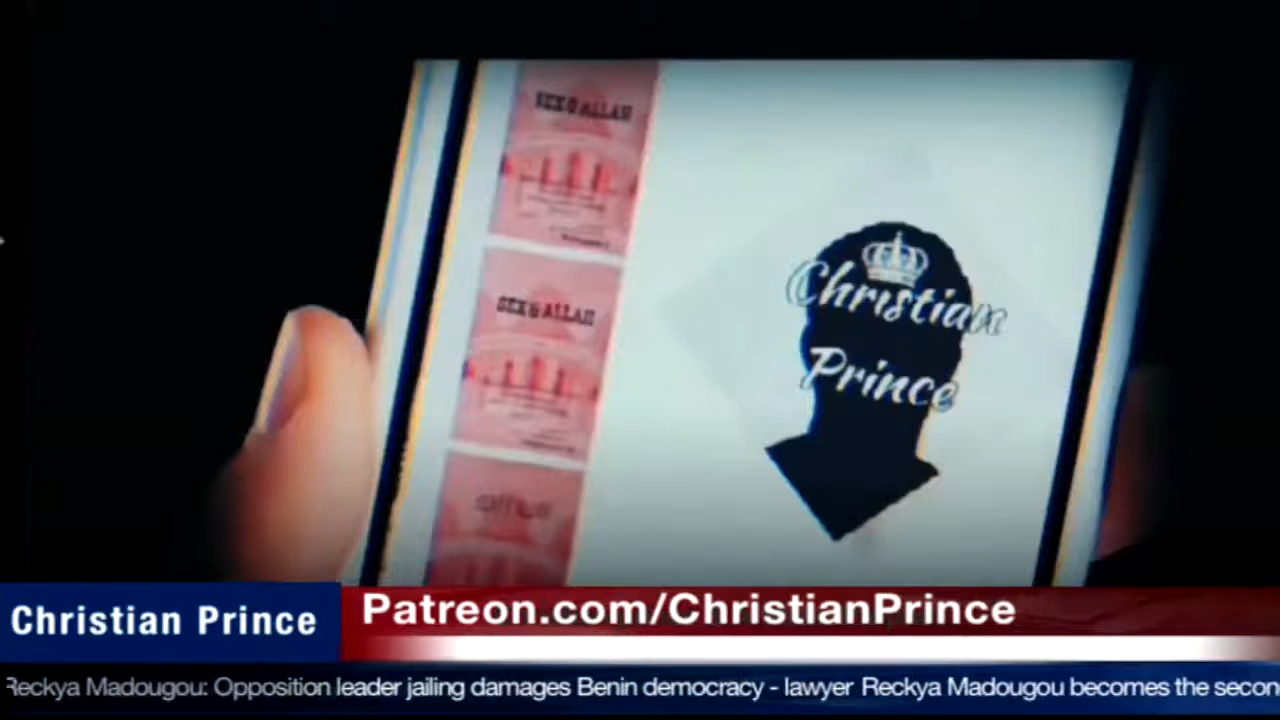 SEX & ALLAH
SEX & ALLAH
Christian
Prince
Christian Prince
Patreon.com/ChristianPrince
Reckya Madougou: Opposition leader jailing damages Benin democracy - lawyer Reckya Madougou becomes the secon